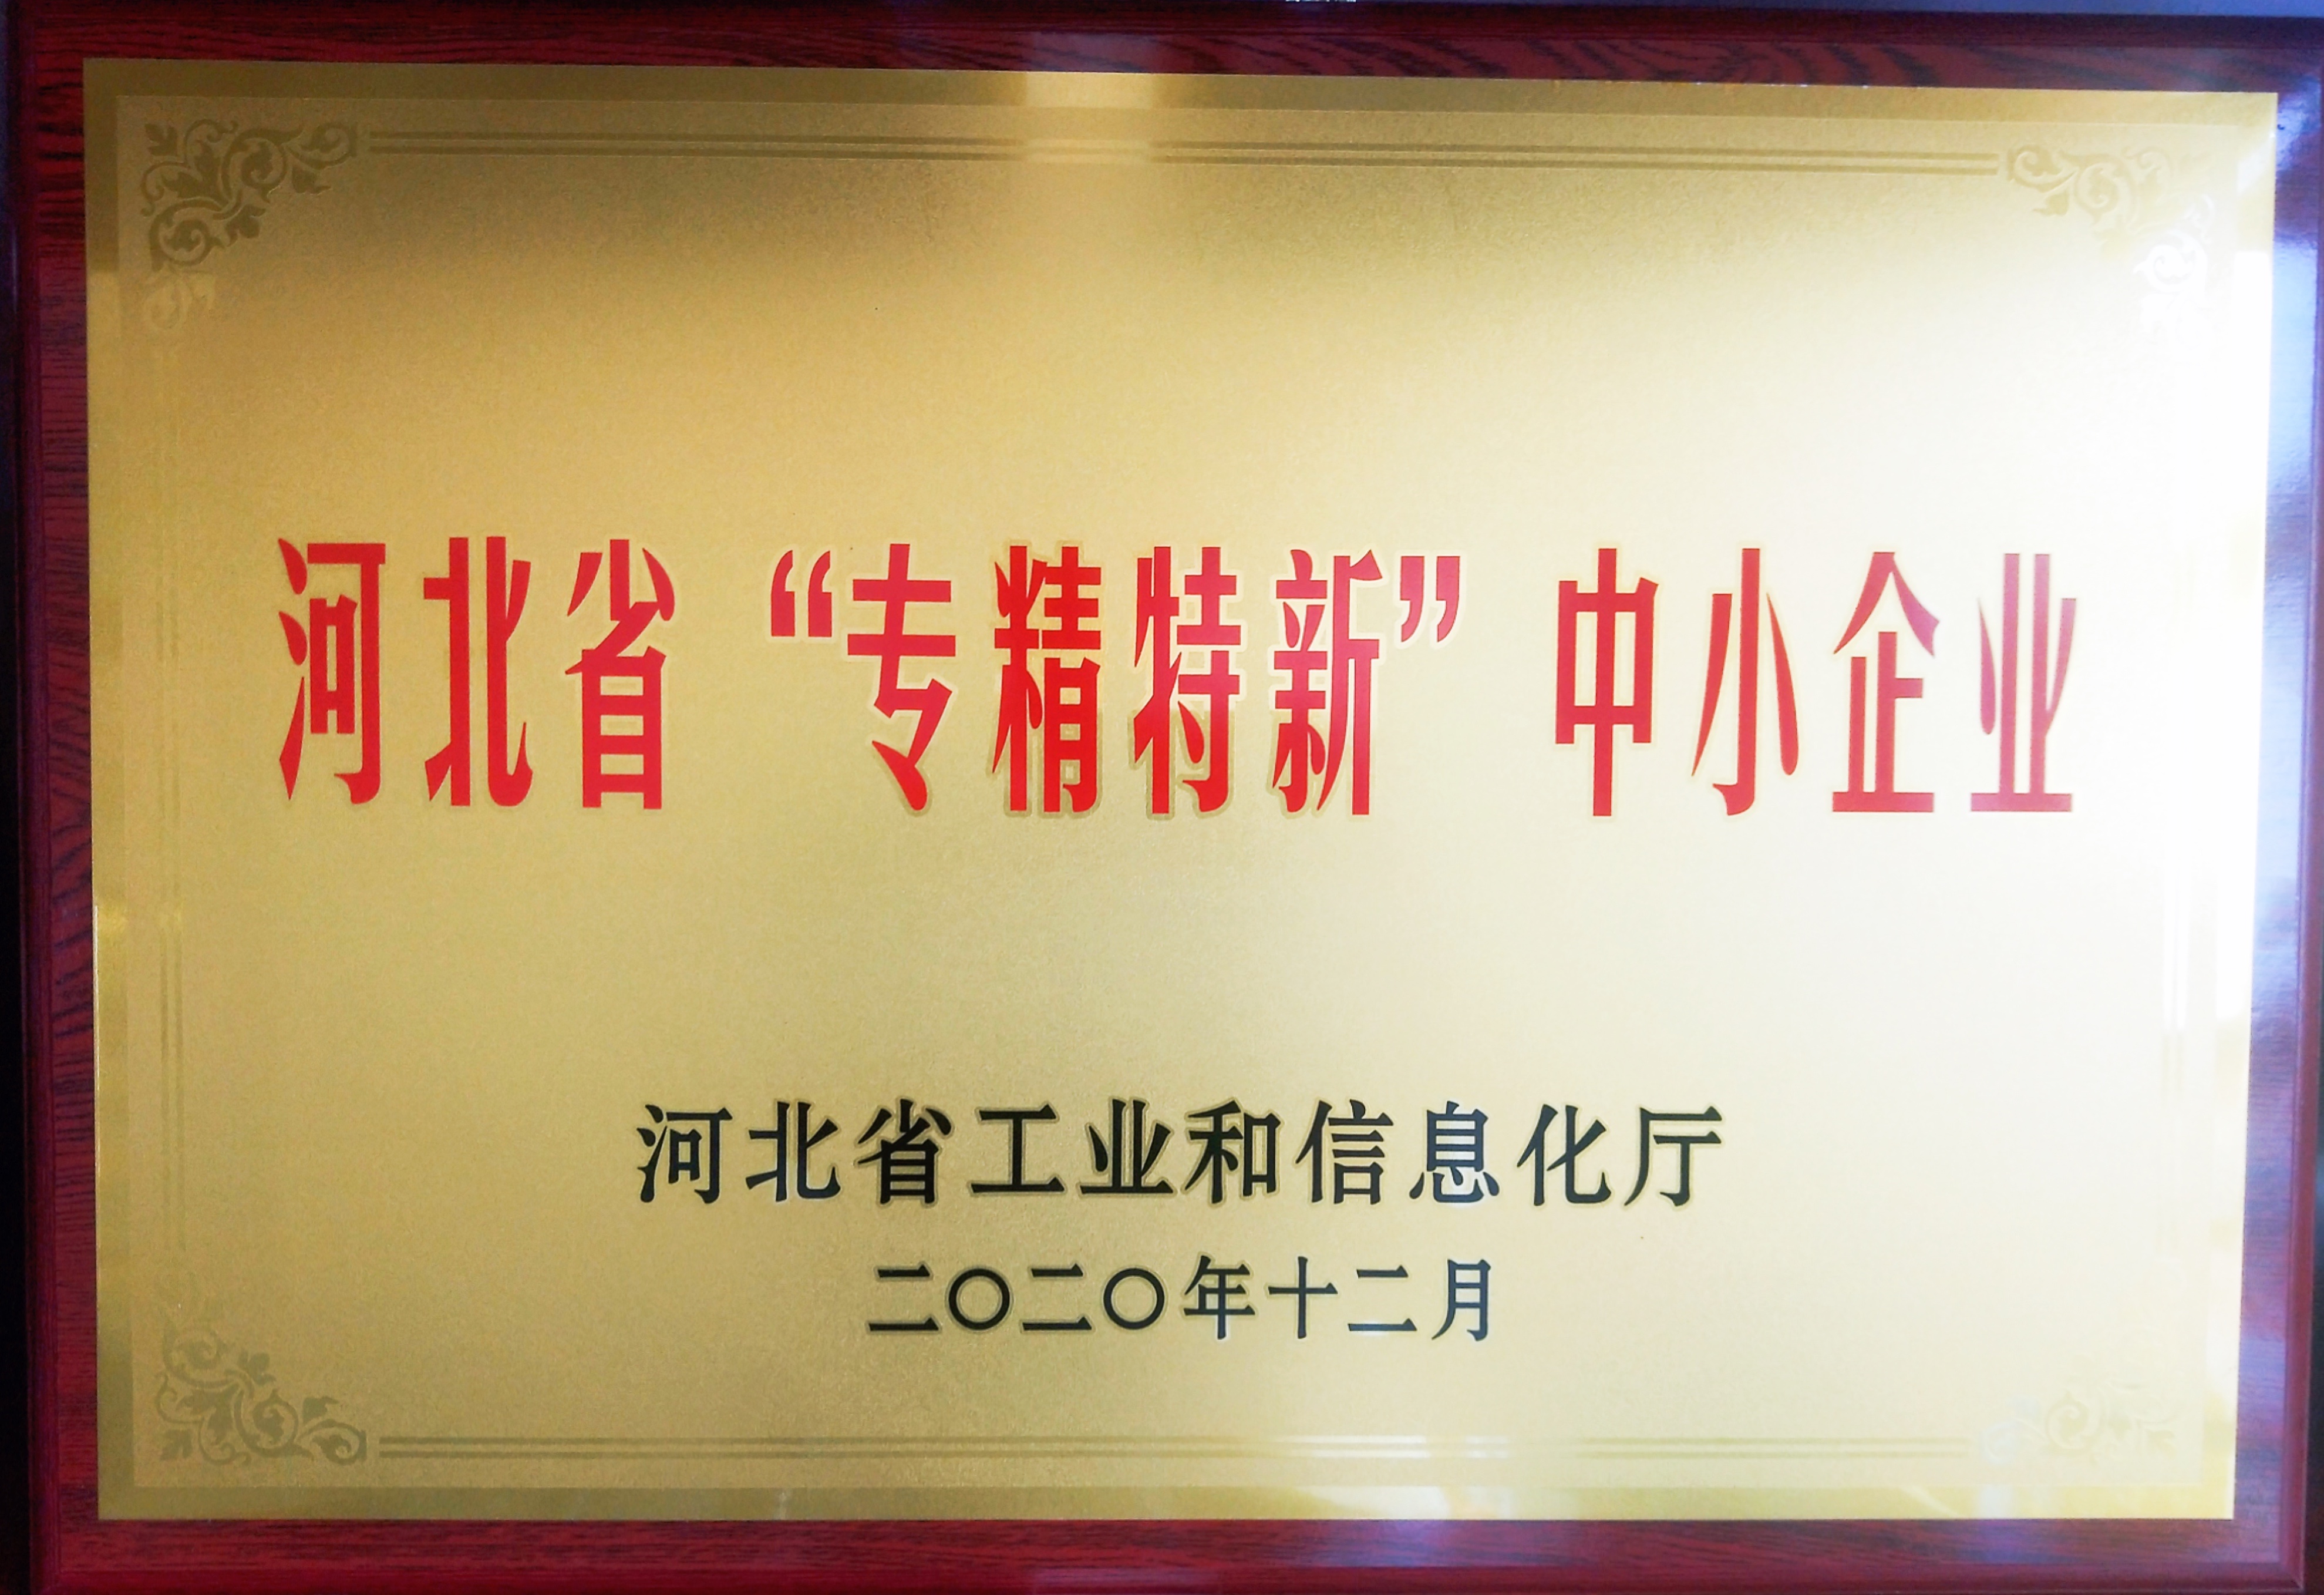 河北省“专精特新”中小企业
河北省工业和信息化厅
二〇二〇年十二月